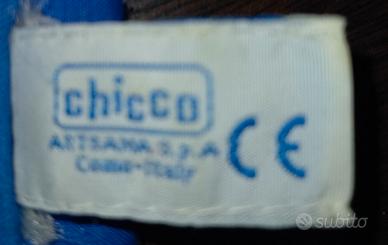 chicco
ARTSANA S.p.A
Como-Italy
CE
subito